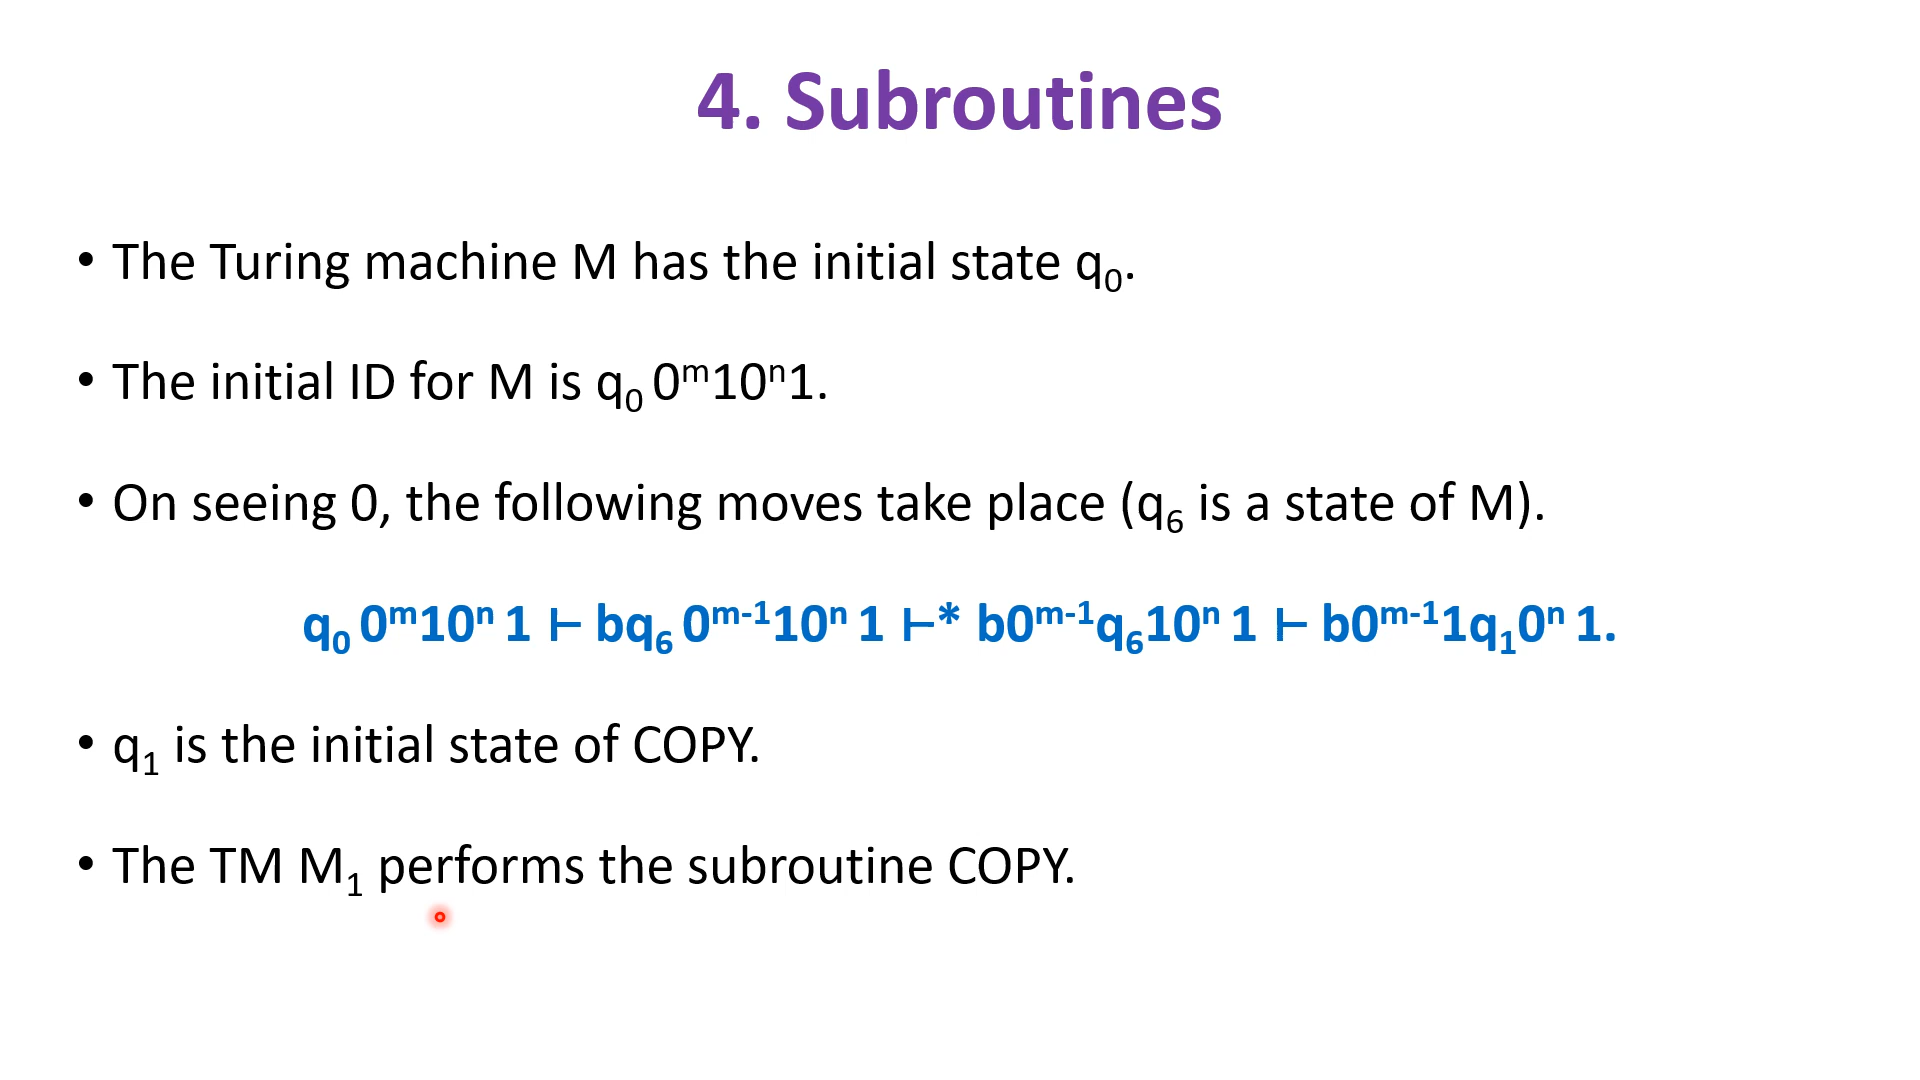 4. Subroutines
• The Turing machine M has the initial state q₀.
• The initial ID for M is q₀ 0ᵐ10ⁿ1.
• On seeing 0, the following moves take place (q₆ is a state of M).
q₀ 0ᵐ10ⁿ 1 ⊢ bq₆ 0ᵐ⁻¹10ⁿ 1 ⊢* b0ᵐ⁻¹q₆10ⁿ 1 ⊢ b0ᵐ⁻¹1q₁0ⁿ 1.
• q₁ is the initial state of COPY.
• The TM M₁ performs the subroutine COPY.